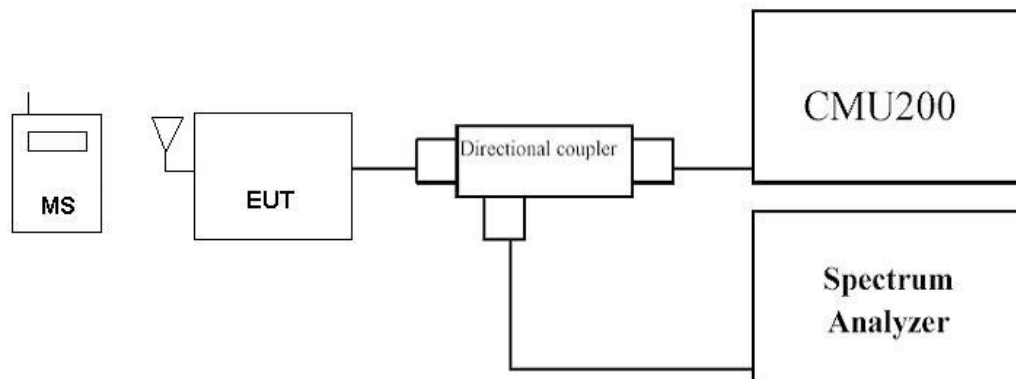 MS
EUT
Directional coupler
CMU200
Spectrum
Analyzer